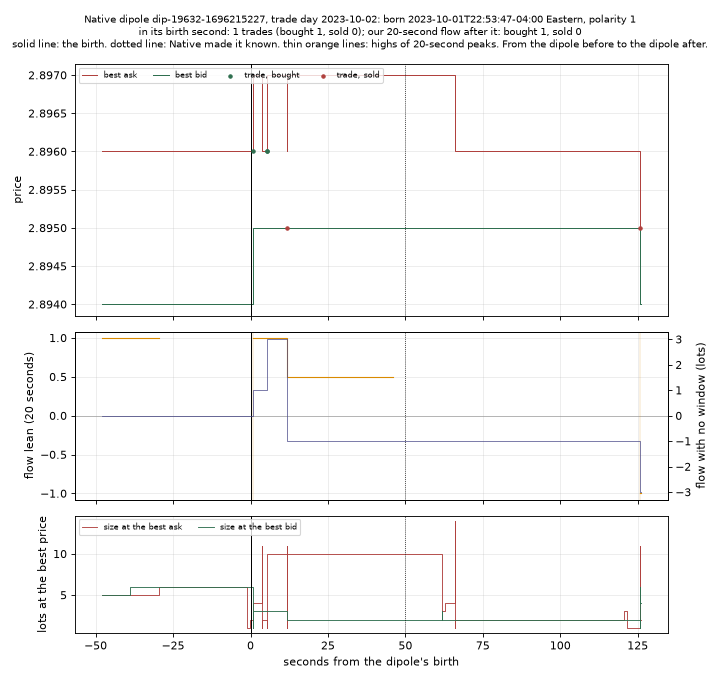 Native dipole dip-19632-1696215227, trade day 2023-10-02: born 2023-10-01T22:53:47-04:00 Eastern, polarity 1
in its birth second: 1 trades (bought 1, sold 0); our 20-second flow after it: bought 1, sold 0
solid line: the birth. dotted line: Native made it known. thin orange lines: highs of 20-second peaks. From the dipole before to the dipole after.
best ask best bid trade, bought trade, sold
2.8970
2.8965
2.8960
2.8955
2.8950
2.8945
2.8940
price
1.0
0.5
0.0
−0.5
−1.0
flow lean (20 seconds)
3
2
1
0
−1
−2
−3
flow with no window (lots)
size at the best ask size at the best bid
10
5
lots at the best price
−50 −25 0 25 50 75 100 125
seconds from the dipole's birth